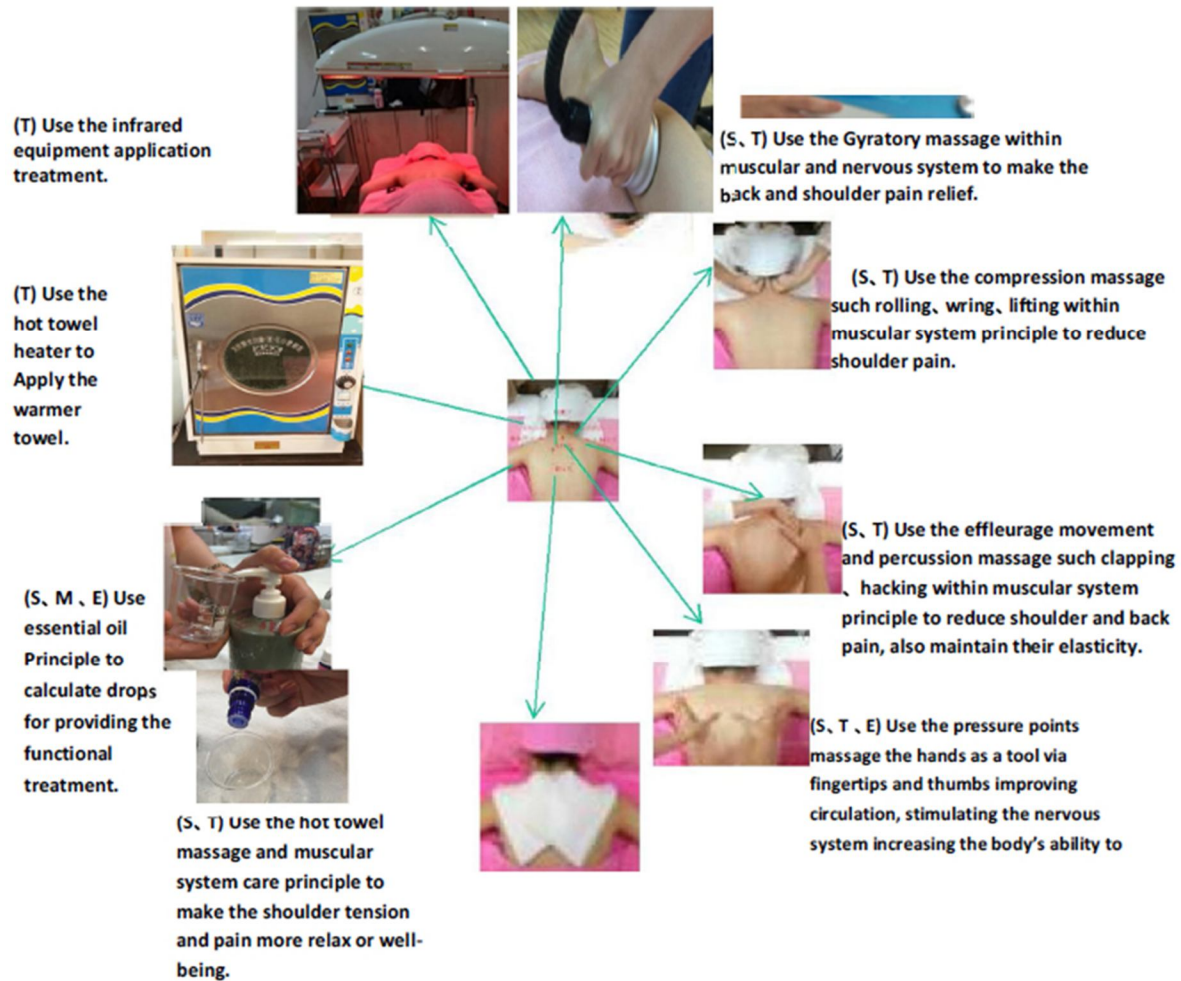 (T) Use the infrared
equipment application
treatment.
(S、T) Use the Gyratory massage within
muscular and nervous system to make the
back and shoulder pain relief.
(T) Use the
hot towel
heater to
Apply the
warmer
towel.
(S、T) Use the compression massage
such rolling、wring、lifting within
muscular system principle to reduce
shoulder pain.
(S、T) Use the effleurage movement
and percussion massage such clapping
、hacking within muscular system
principle to reduce shoulder and back
pain, also maintain their elasticity.
(S、M 、E) Use
essential oil
Principle to
calculate drops
for providing the
functional
treatment.
(S、T 、E) Use the pressure points
massage the hands as a tool via
fingertips and thumbs improving
circulation, stimulating the nervous
system increasing the body’s ability to
(S、T) Use the hot towel
massage and muscular
system care principle to
make the shoulder tension
and pain more relax or well-
being.